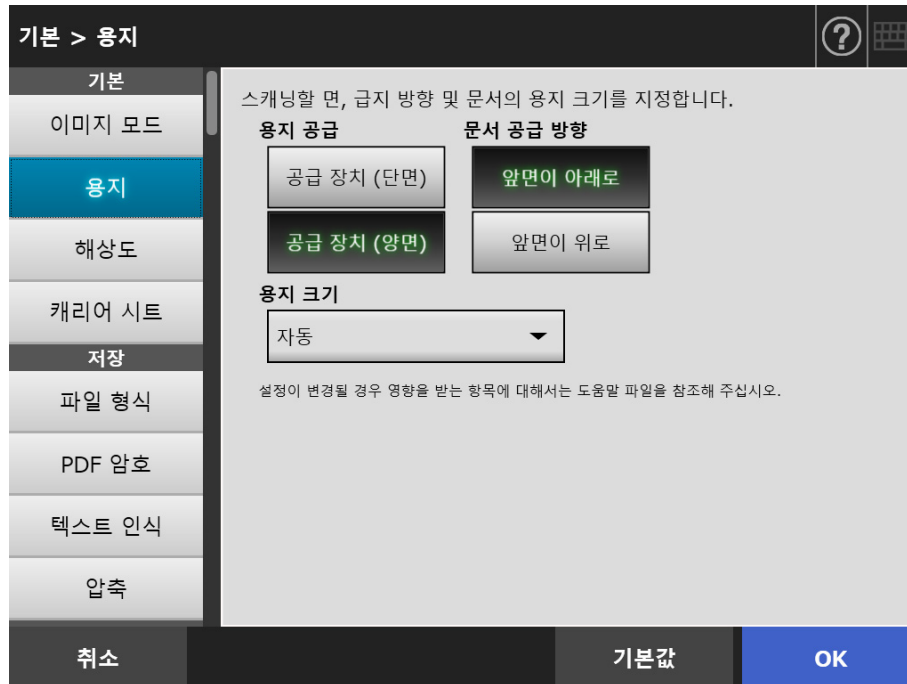 기본 > 용지
?
기본
이미지 모드
용지
해상도
캐리어 시트
저장
파일 형식
PDF 암호
텍스트 인식
압축
스캐닝할 면, 급지 방향 및 문서의 용지 크기를 지정합니다.
용지 공급 문서 공급 방향
공급 장치 (단면) 앞면이 아래로
공급 장치 (양면) 앞면이 위로
용지 크기
자동
설정이 변경될 경우 영향을 받는 항목에 대해서는 도움말 파일을 참조해 주십시오.
취소 기본값 OK